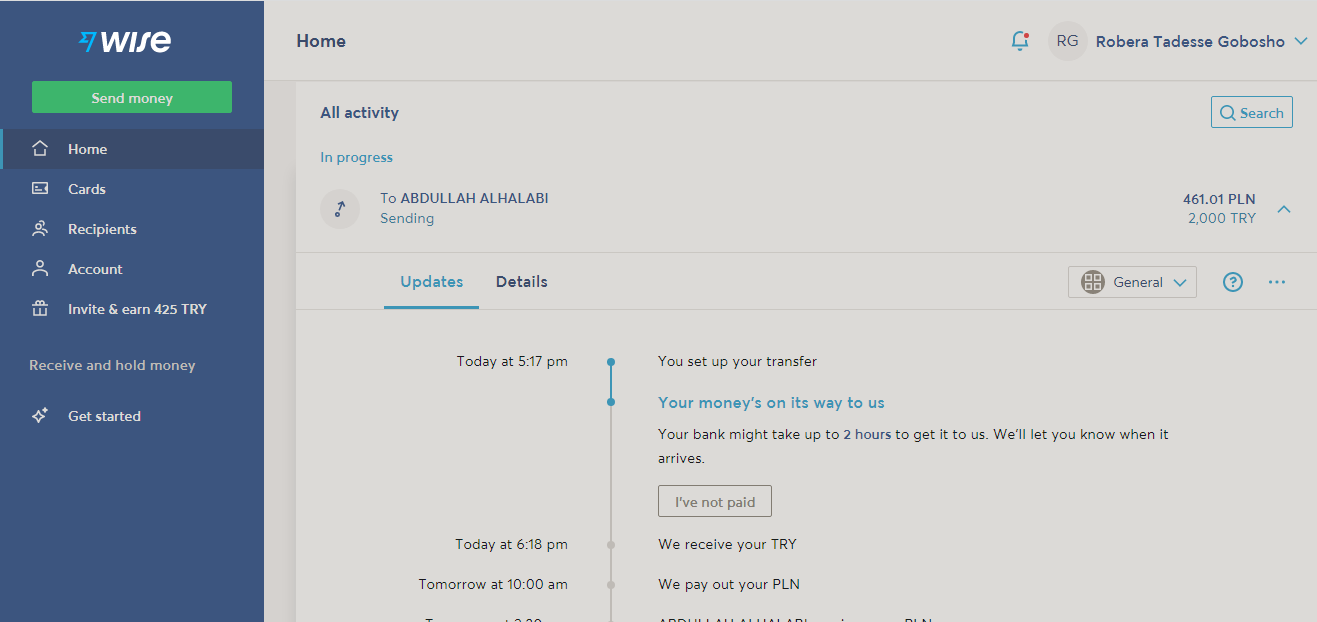 WISE
Send money
Home
Cards
Recipients
Account
Invite & earn 425 TRY
Receive and hold money
Get started
Home
RG
Robera Tadesse Gobosho
All activity
Search
In progress
To ABDULLAH ALHALABI
Sending
461.01 PLN
2,000 TRY
Updates
Details
General
?
Today at 5:17 pm
You set up your transfer
Your money's on its way to us
Your bank might take up to 2 hours to get it to us. We'll let you know when it
arrives.
I've not paid
Today at 6:18 pm
We receive your TRY
Tomorrow at 10:00 am
We pay out your PLN